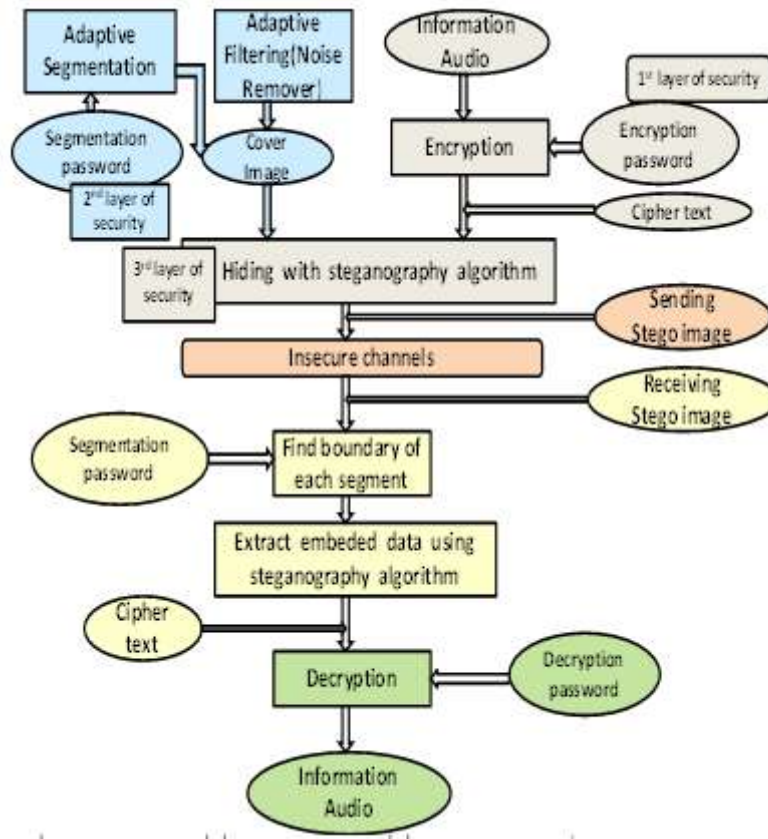 Adaptive
Segmentation
Adaptive
Filtering(Noise
Remover)
Information
Audio
1st layer of security
Segmentation
password
2nd layer of
security
Cover
Image
Encryption
Encryption
password
Cipher text
3rd layer of
security
Hiding with steganography algorithm
Sending
Stego image
Insecure channels
Receiving
Stego image
Segmentation
password
Find boundary of
each segment
Extract embeded data using
steganography algorithm
Cipher
text
Decryption
Decryption
password
Information
Audio